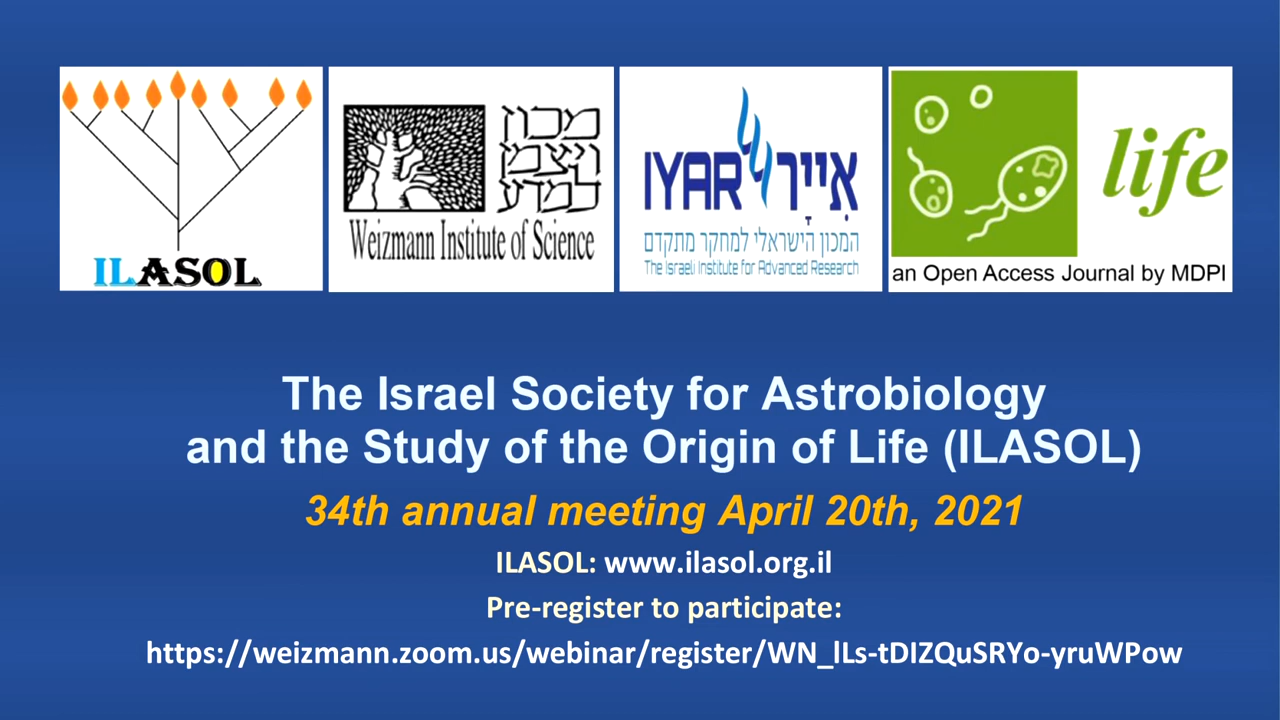 ILASOL
מכון
ויצמן
למדע
Weizmann Institute of Science
IYAR אִייָר
המכון הישראלי למחקר מתקדם
The Israeli Institute for Advanced Research
life
an Open Access Journal by MDPI
The Israel Society for Astrobiology
and the Study of the Origin of Life (ILASOL)
34th annual meeting April 20th, 2021
ILASOL: www.ilasol.org.il
Pre-register to participate:
https://weizmann.zoom.us/webinar/register/WN_lLs-tDIZQuSRYo-yruWPow